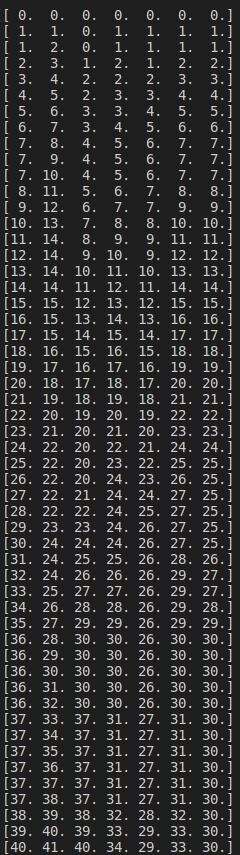 [ 0.  0.  0.  0.  0.  0.  0.]
[ 1.  1.  0.  1.  1.  1.  1.]
[ 1.  2.  0.  1.  1.  1.  1.]
[ 2.  3.  1.  2.  1.  2.  2.]
[ 3.  4.  2.  2.  2.  3.  3.]
[ 4.  5.  2.  3.  3.  4.  4.]
[ 5.  6.  3.  3.  4.  5.  5.]
[ 6.  7.  3.  4.  5.  6.  6.]
[ 7.  8.  4.  5.  6.  7.  7.]
[ 7.  9.  4.  5.  6.  7.  7.]
[ 7. 10.  4.  5.  6.  7.  7.]
[ 8. 11.  5.  6.  7.  8.  8.]
[ 9. 12.  6.  7.  7.  9.  9.]
[10. 13.  7.  8.  8. 10. 10.]
[11. 14.  8.  9.  9. 11. 11.]
[12. 14.  9. 10.  9. 12. 12.]
[13. 14. 10. 11. 10. 13. 13.]
[14. 14. 11. 12. 11. 14. 14.]
[15. 15. 12. 13. 12. 15. 15.]
[16. 15. 13. 14. 13. 16. 16.]
[17. 15. 14. 15. 14. 17. 17.]
[18. 16. 15. 16. 15. 18. 18.]
[19. 17. 16. 17. 16. 19. 19.]
[20. 18. 17. 18. 17. 20. 20.]
[21. 19. 18. 19. 18. 21. 21.]
[22. 20. 19. 20. 19. 22. 22.]
[23. 21. 20. 21. 20. 23. 23.]
[24. 22. 20. 22. 21. 24. 24.]
[25. 22. 20. 23. 22. 25. 25.]
[26. 22. 20. 24. 23. 26. 25.]
[27. 22. 21. 24. 24. 27. 25.]
[28. 22. 22. 24. 25. 27. 25.]
[29. 23. 23. 24. 26. 27. 25.]
[30. 24. 24. 24. 26. 27. 25.]
[31. 24. 25. 25. 26. 28. 26.]
[32. 24. 26. 26. 26. 29. 27.]
[33. 25. 27. 27. 26. 29. 27.]
[34. 26. 28. 28. 26. 29. 28.]
[35. 27. 29. 29. 26. 29. 29.]
[36. 28. 30. 30. 26. 30. 30.]
[36. 29. 30. 30. 26. 30. 30.]
[36. 30. 30. 30. 26. 30. 30.]
[36. 31. 30. 30. 26. 30. 30.]
[36. 32. 30. 30. 26. 30. 30.]
[37. 33. 37. 31. 27. 31. 30.]
[37. 34. 37. 31. 27. 31. 30.]
[37. 35. 37. 31. 27. 31. 30.]
[37. 36. 37. 31. 27. 31. 30.]
[37. 37. 37. 31. 27. 31. 30.]
[37. 38. 37. 31. 27. 31. 30.]
[38. 39. 38. 32. 28. 32. 30.]
[39. 40. 39. 33. 29. 33. 30.]
[40. 41. 40. 34. 29. 33. 30.]